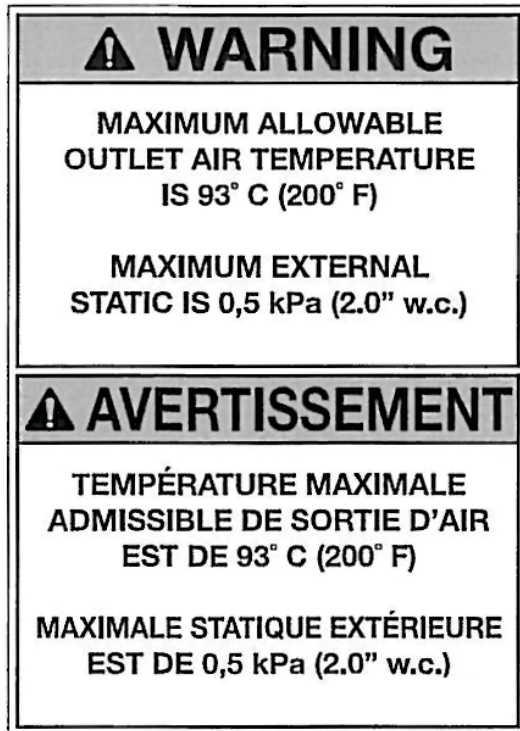 WARNING
MAXIMUM ALLOWABLE
OUTLET AIR TEMPERATURE
IS 93° C (200° F)
MAXIMUM EXTERNAL
STATIC IS 0,5 kPa (2.0” w.c.)
AVERTISSEMENT
TEMPÉRATURE MAXIMALE
ADMISSIBLE DE SORTIE D’AIR
EST DE 93° C (200° F)
MAXIMALE STATIQUE EXTÉRIEURE
EST DE 0,5 kPa (2.0” w.c.)